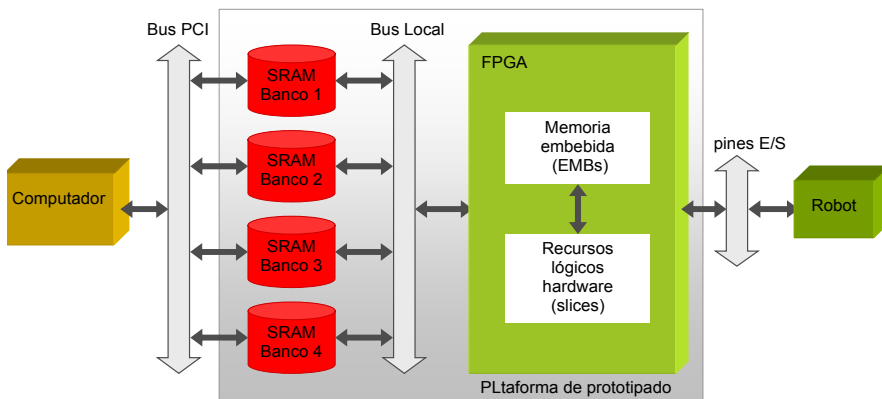 Bus PCI
Bus Local
SRAM
Banco 1
SRAM
Banco 2
SRAM
Banco 3
SRAM
Banco 4
Computador
FPGA
Memoria
embebida
(EMBs)
Recursos
lógicos
hardware
(slices)
pines E/S
Robot
PLtaforma de prototipado